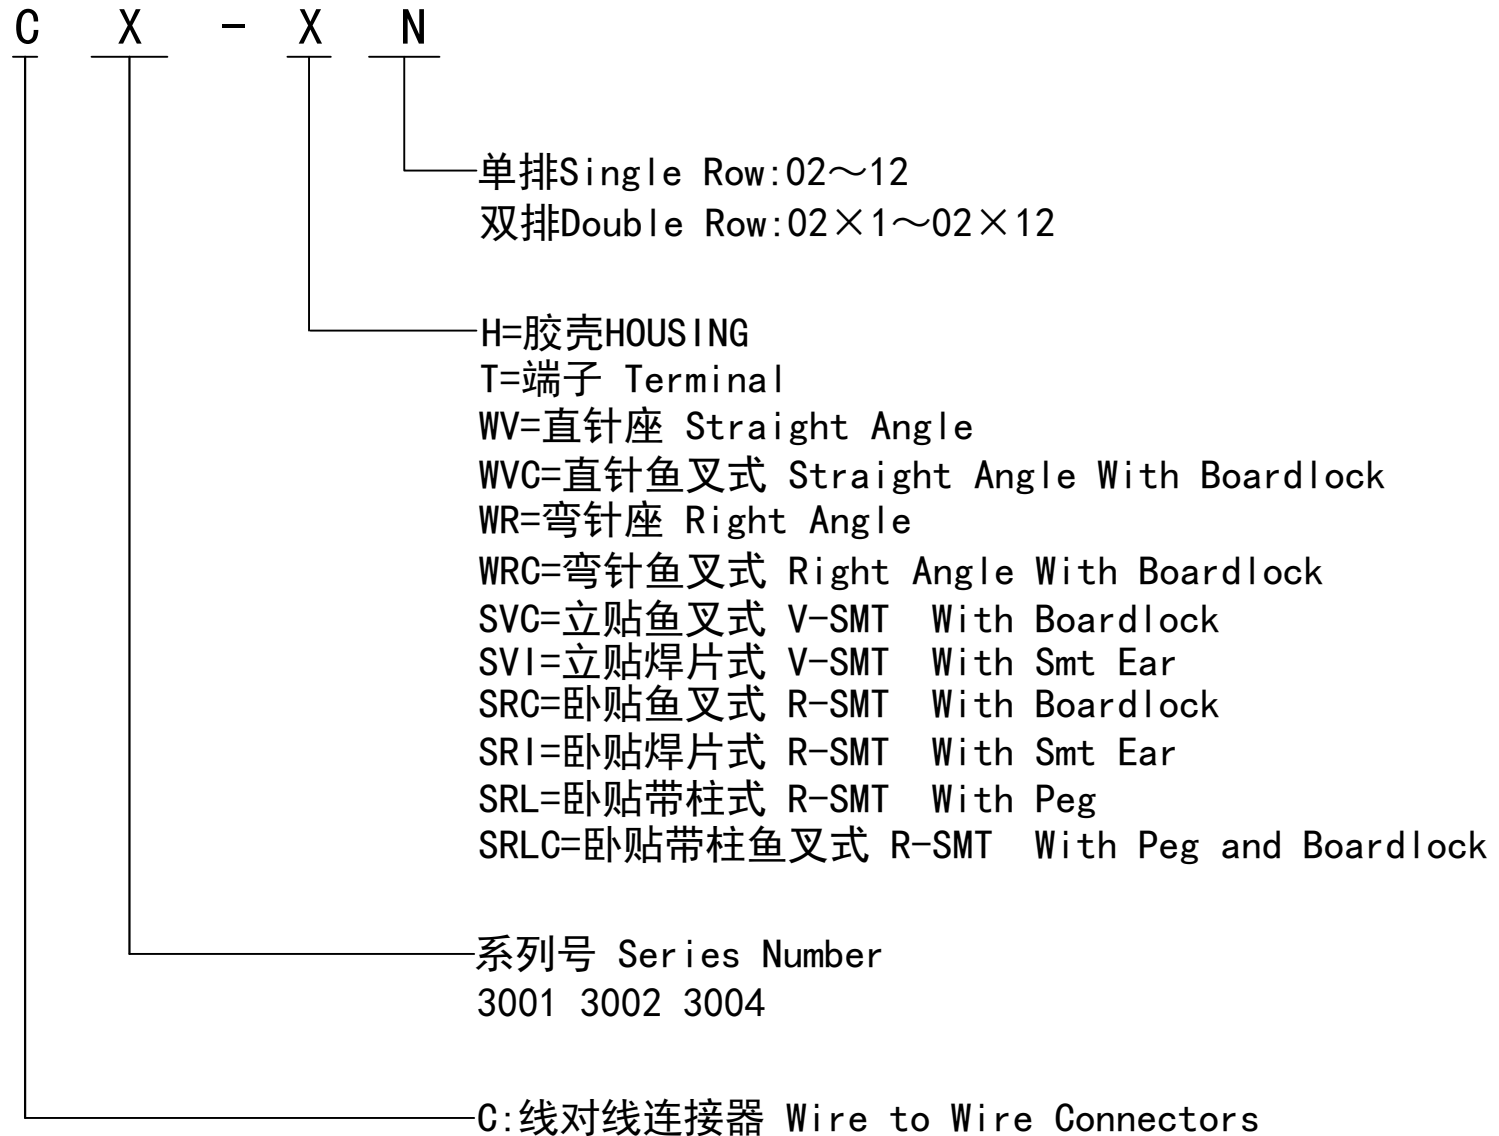 C X - X N
单排Single Row:02～12
双排Double Row:02×1～02×12
H=胶壳HOUSING
T=端子 Terminal
WV=直针座 Straight Angle
WVC=直针鱼叉式 Straight Angle With Boardlock
WR=弯针座 Right Angle
WRC=弯针鱼叉式 Right Angle With Boardlock
SVC=立贴鱼叉式 V-SMT  With Boardlock
SVI=立贴焊片式 V-SMT  With Smt Ear
SRC=卧贴鱼叉式 R-SMT  With Boardlock
SRI=卧贴焊片式 R-SMT  With Smt Ear
SRL=卧贴带柱式 R-SMT  With Peg
SRLC=卧贴带柱鱼叉式 R-SMT  With Peg and Boardlock
系列号 Series Number
3001 3002 3004
C:线对线连接器 Wire to Wire Connectors